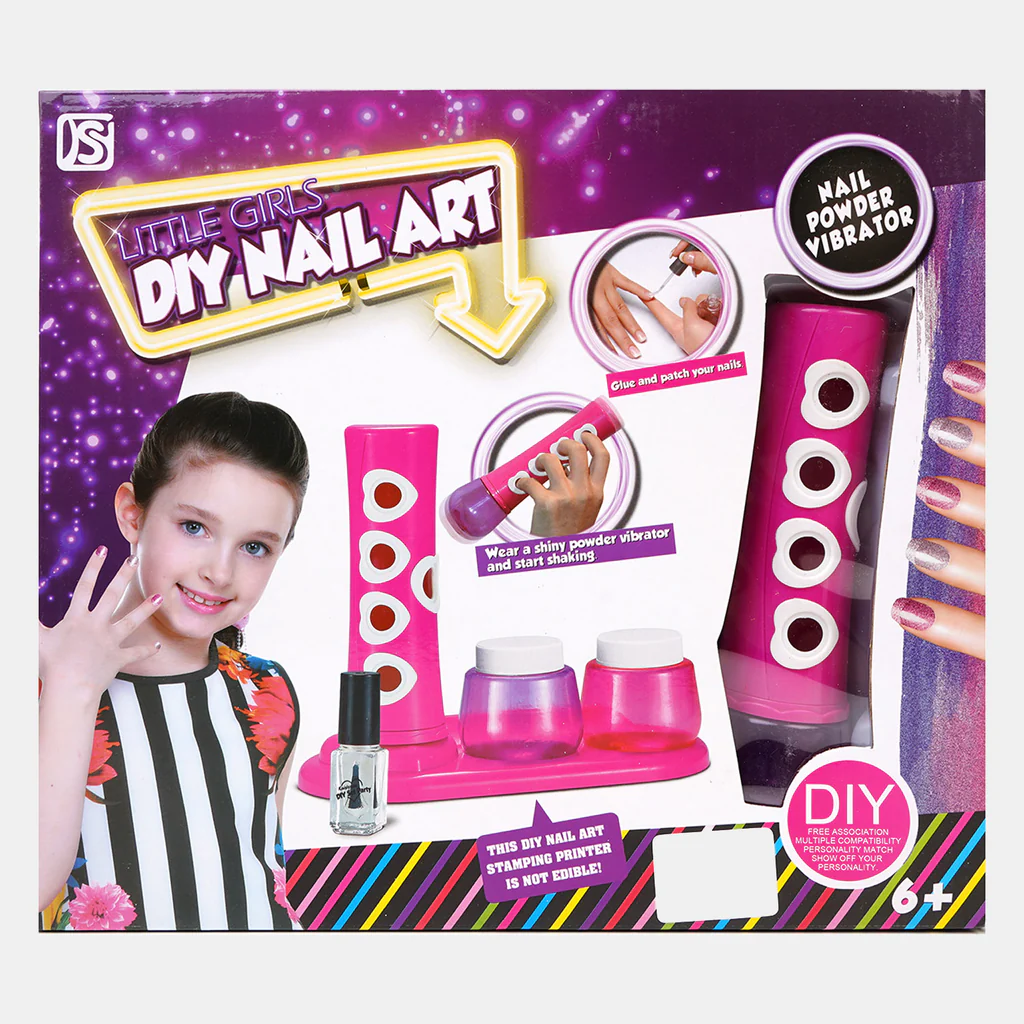 JS
LITTLE GIRLS
DIY NAIL ART
NAIL
POWDER
VIBRATOR
Glue and patch your nails
Wear a shiny powder vibrator
and start shaking.
DIY
FREE ASSOCIATION
MULTIPLE COMPATIBILITY
PERSONALITY MATCH
SHOW OFF YOUR
PERSONALITY.
THIS DIY NAIL ART
STAMPING PRINTER
IS NOT EDIBLE!
6+